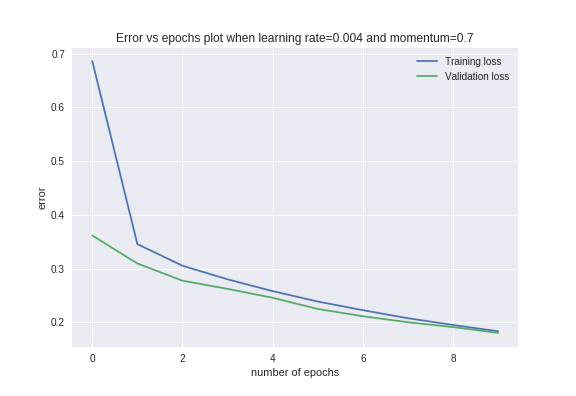 Error vs epochs plot when learning rate=0.004 and momentum=0.7
Training loss
Validation loss
0.7
0.6
0.5
0.4
0.3
0.2
error
0 2 4 6 8
number of epochs